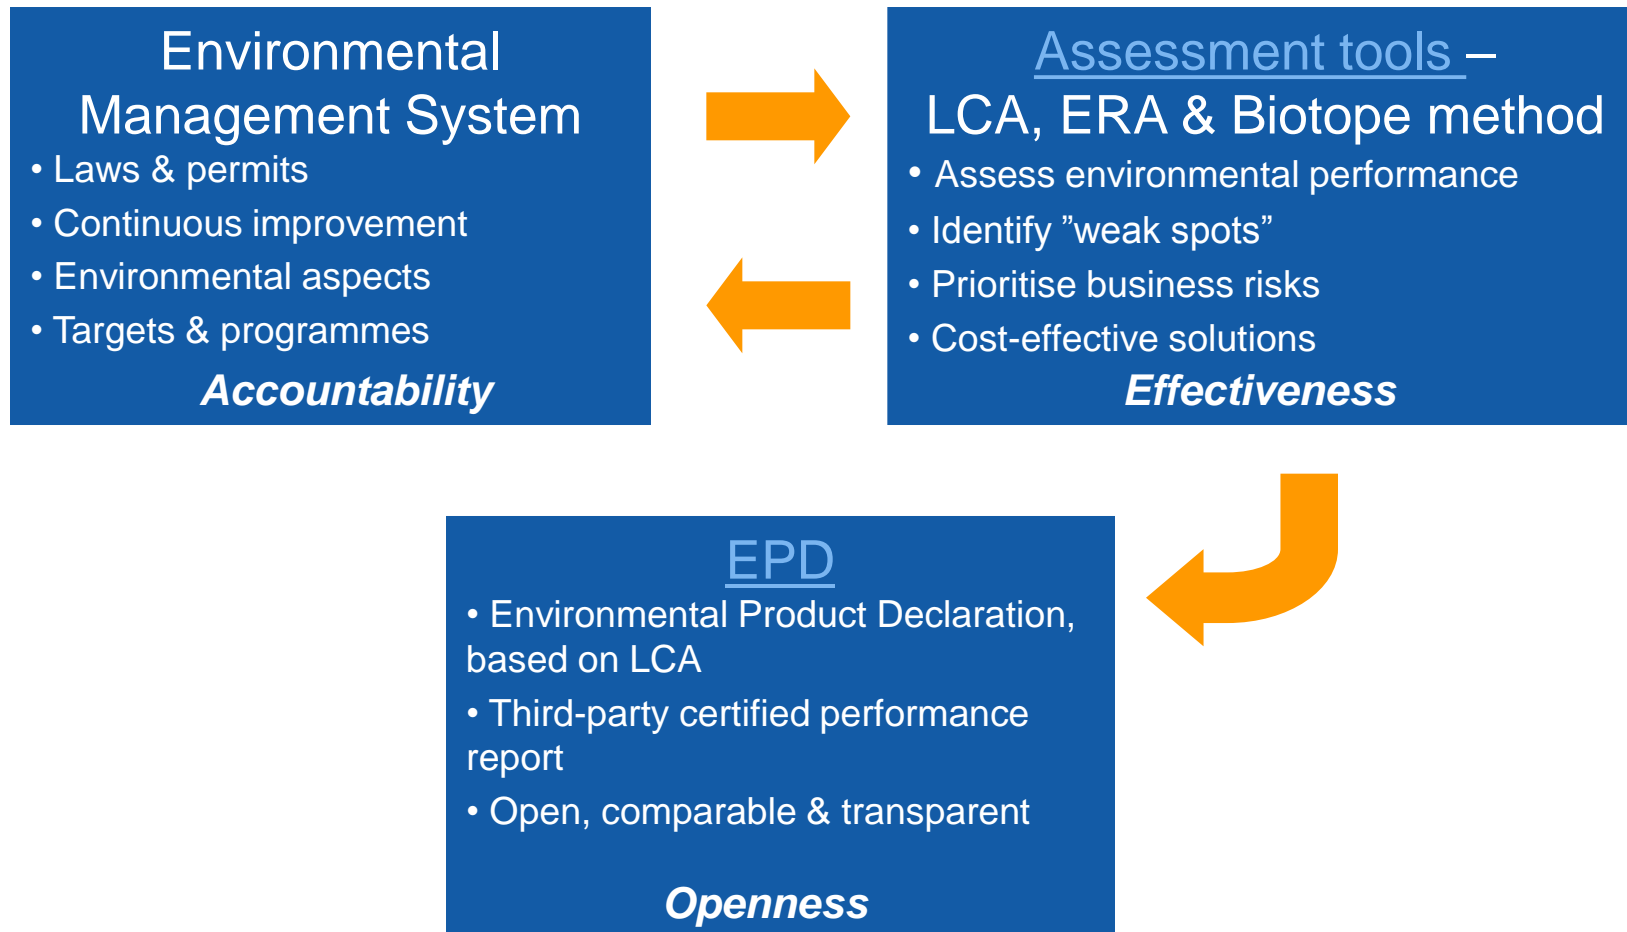 Environmental
Management System
• Laws & permits
• Continuous improvement
• Environmental aspects
• Targets & programmes
Accountability
Assessment tools –
LCA, ERA & Biotope method
• Assess environmental performance
• Identify ”weak spots”
• Prioritise business risks
• Cost-effective solutions
Effectiveness
EPD
• Environmental Product Declaration,
based on LCA
• Third-party certified performance
report
• Open, comparable & transparent
Openness